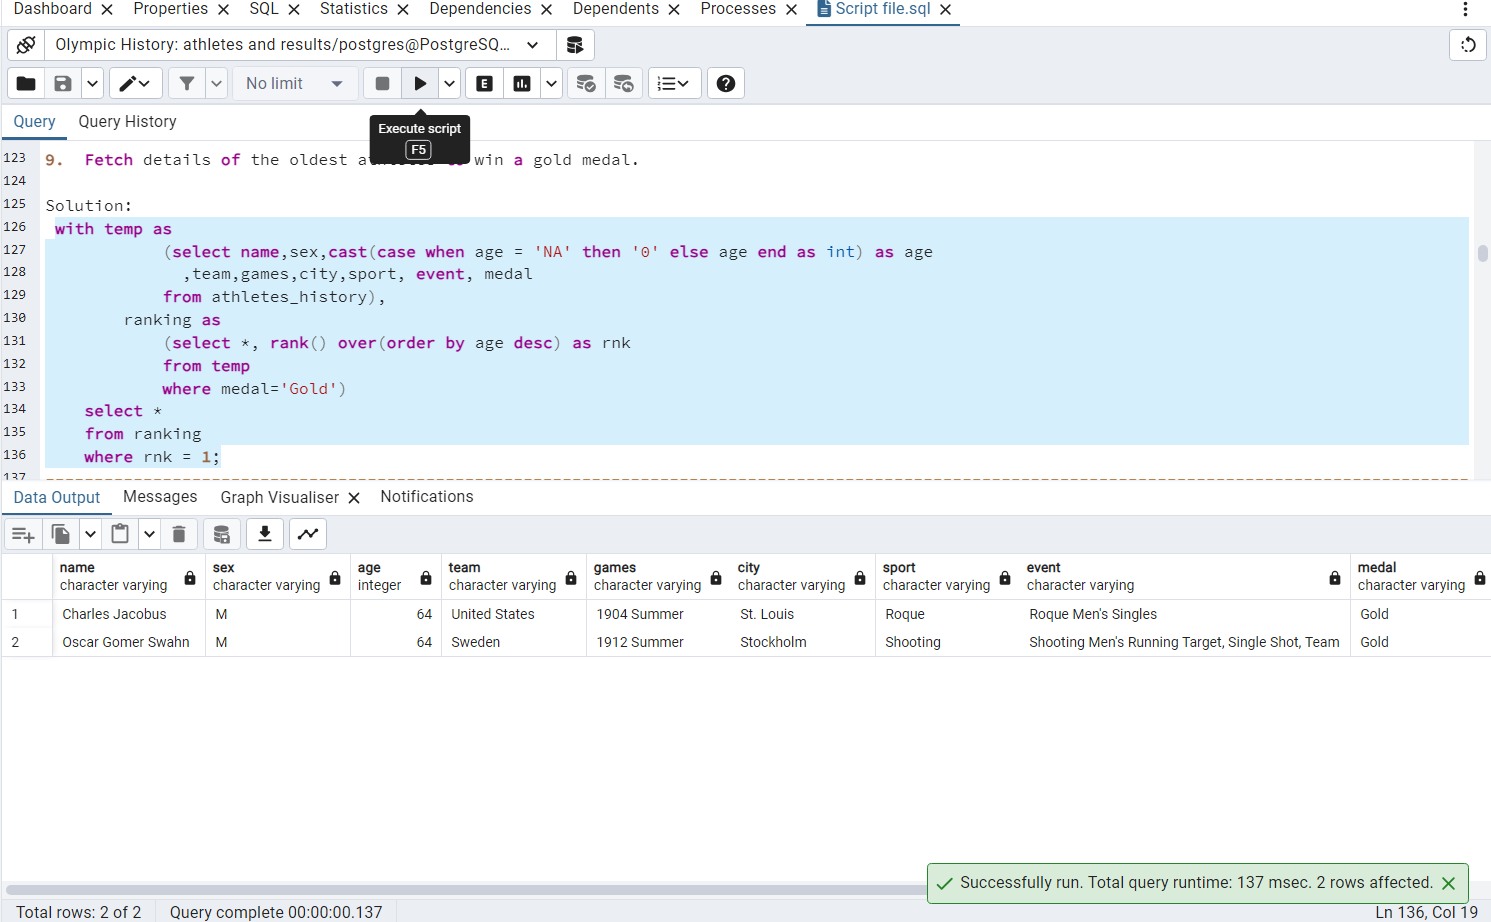 Dashboard Properties SQL Statistics Dependencies Dependents Processes Script file.sql
Olympic History: athletes and results/postgres@PostgreSQ...
No limit
E
Query Query History
Execute script
F5
123 9. Fetch details of the oldest to win a gold medal.
124
125 Solution:
126 with temp as
127 (select name,sex,cast(case when age = 'NA' then '0' else age end as int) as age
128 ,team,games,city,sport, event, medal
129 from athletes_history),
130 ranking as
131 (select *, rank() over(order by age desc) as rnk
132 from temp
133 where medal='Gold')
134 select *
135 from ranking
136 where rnk = 1;
137 --------------------------------------------------------------------------------------------------------------------------------------------------
Data Output Messages Graph Visualiser Notifications
name sex age team games city sport event medal
character varying character varying integer character varying character varying character varying character varying character varying character varying
1 Charles Jacobus M 64 United States 1904 Summer St. Louis Roque Roque Men's Singles Gold
2 Oscar Gomer Swahn M 64 Sweden 1912 Summer Stockholm Shooting Shooting Men's Running Target, Single Shot, Team Gold
Successfully run. Total query runtime: 137 msec. 2 rows affected.
Total rows: 2 of 2 Query complete 00:00:00.137 Ln 136, Col 19